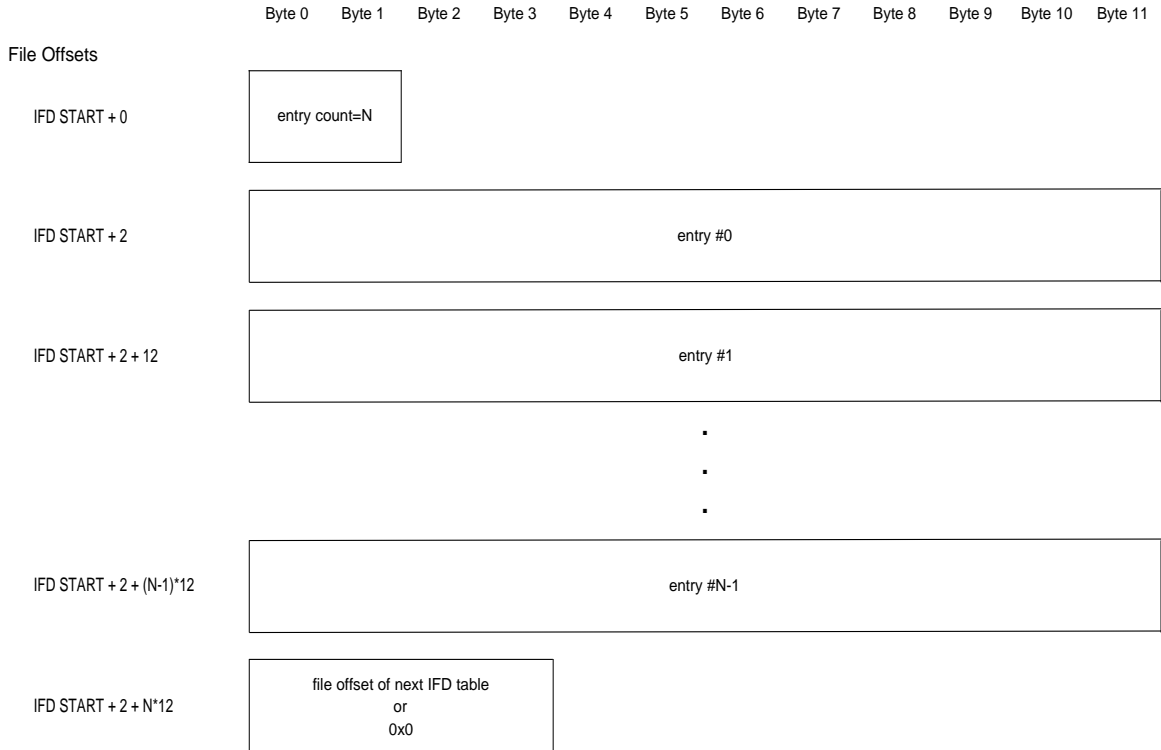 Byte 0 Byte 1 Byte 2 Byte 3 Byte 4 Byte 5 Byte 6 Byte 7 Byte 8 Byte 9 Byte 10 Byte 11
File Offsets
IFD START + 0 entry count=N
IFD START + 2 entry #0
IFD START + 2 + 12 entry #1
.
.
.
IFD START + 2 + (N-1)*12 entry #N-1
file offset of next IFD table
IFD START + 2 + N*12 or
0x0